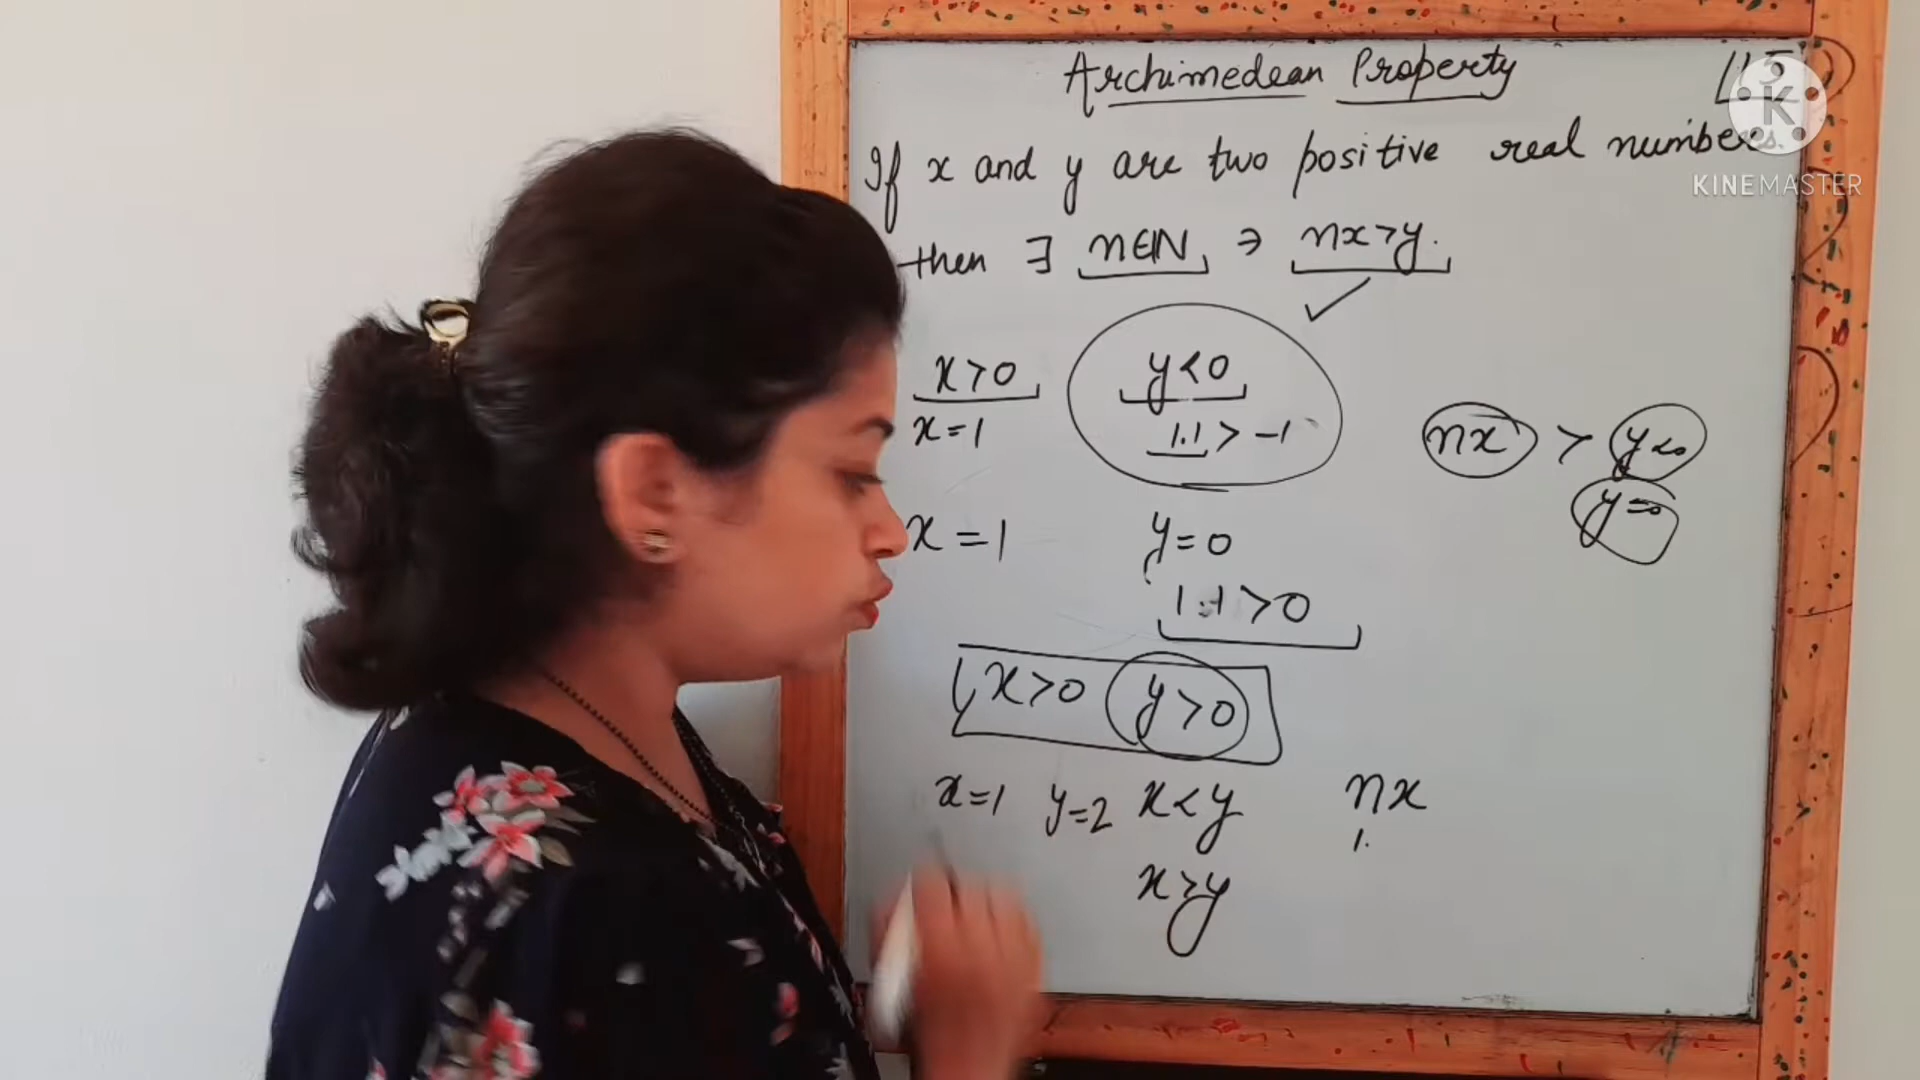 Archimedean Property
If x and y are two positive real numbers.
then ∃ n∈ℕ ∋ nx>y.
✓
x>0 y<0
x=1 1.1>-1
nx > y<0
y=0
x=1 y=0
1.1>0
x>0 y>0
x=1 y=2 x<y nx
1.
x>y
K
KINEMASTER